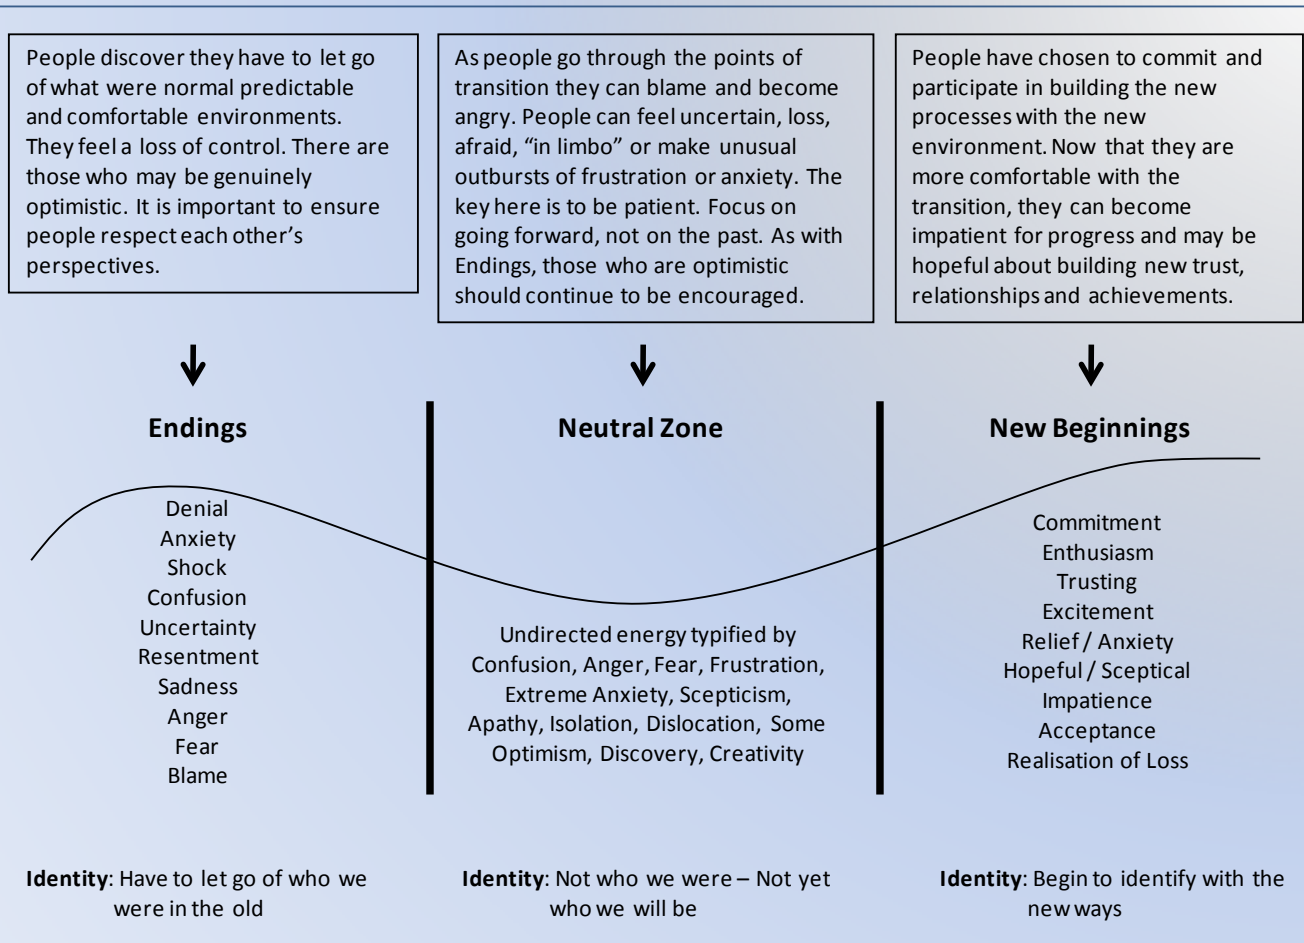 People discover they have to let go
of what were normal predictable
and comfortable environments.
They feel a loss of control. There are
those who may be genuinely
optimistic. It is important to ensure
people respect each other’s
perspectives.
As people go through the points of
transition they can blame and become
angry. People can feel uncertain, loss,
afraid, “in limbo” or make unusual
outbursts of frustration or anxiety. The
key here is to be patient. Focus on
going forward, not on the past. As with
Endings, those who are optimistic
should continue to be encouraged.
People have chosen to commit and
participate in building the new
processes with the new
environment. Now that they are
more comfortable with the
transition, they can become
impatient for progress and may be
hopeful about building new trust,
relationships and achievements.
Endings
Denial
Anxiety
Shock
Confusion
Uncertainty
Resentment
Sadness
Anger
Fear
Blame
Neutral Zone
Undirected energy typified by
Confusion, Anger, Fear, Frustration,
Extreme Anxiety, Scepticism,
Apathy, Isolation, Dislocation, Some
Optimism, Discovery, Creativity
New Beginnings
Commitment
Enthusiasm
Trusting
Excitement
Relief / Anxiety
Hopeful / Sceptical
Impatience
Acceptance
Realisation of Loss
Identity: Have to let go of who we
were in the old
Identity: Not who we were – Not yet
who we will be
Identity: Begin to identify with the
new ways